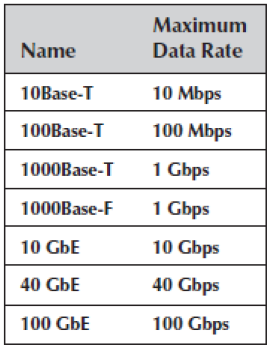 Name Maximum Data Rate
10Base-T 10 Mbps
100Base-T 100 Mbps
1000Base-T 1 Gbps
1000Base-F 1 Gbps
10 GbE 10 Gbps
40 GbE 40 Gbps
100 GbE 100 Gbps